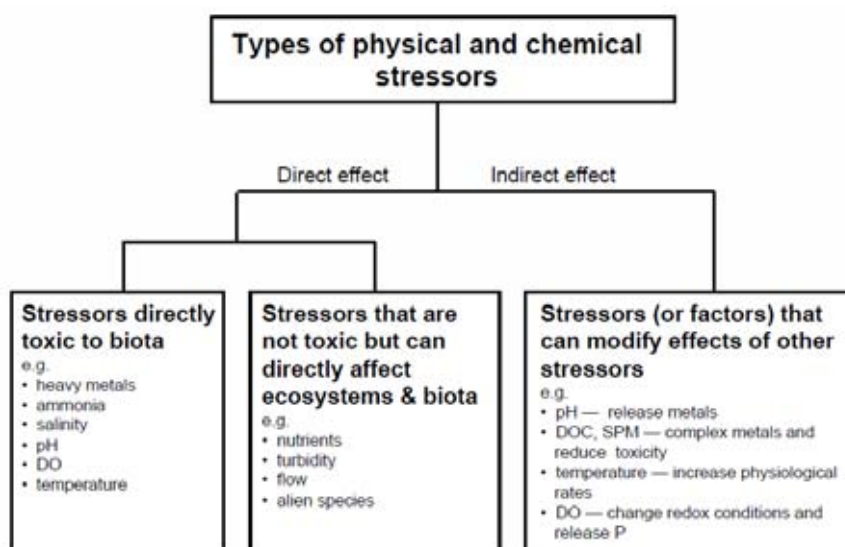 Types of physical and chemical
stressors
Direct effect
Indirect effect
Stressors directly
toxic to biota
e.g.
• heavy metals
• ammonia
• salinity
• pH
• DO
• temperature
Stressors that are
not toxic but can
directly affect
ecosystems & biota
e.g.
• nutrients
• turbidity
• flow
• alien species
Stressors (or factors) that
can modify effects of other
stressors
e.g.
• pH — release metals
• DOC, SPM — complex metals and
reduce toxicity
• temperature — increase physiological
rates
• DO — change redox conditions and
release P